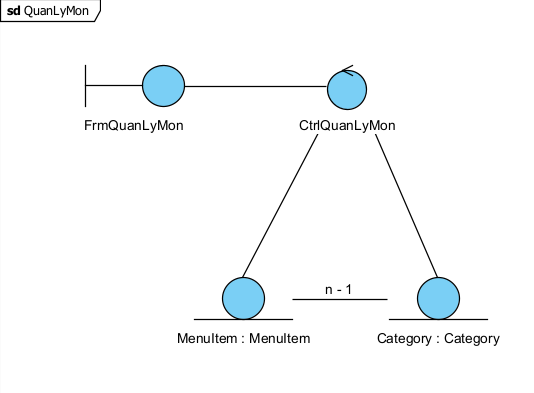 sd QuanLyMon
FrmQuanLyMon
CtrlQuanLyMon
n - 1
MenuItem : MenuItem
Category : Category